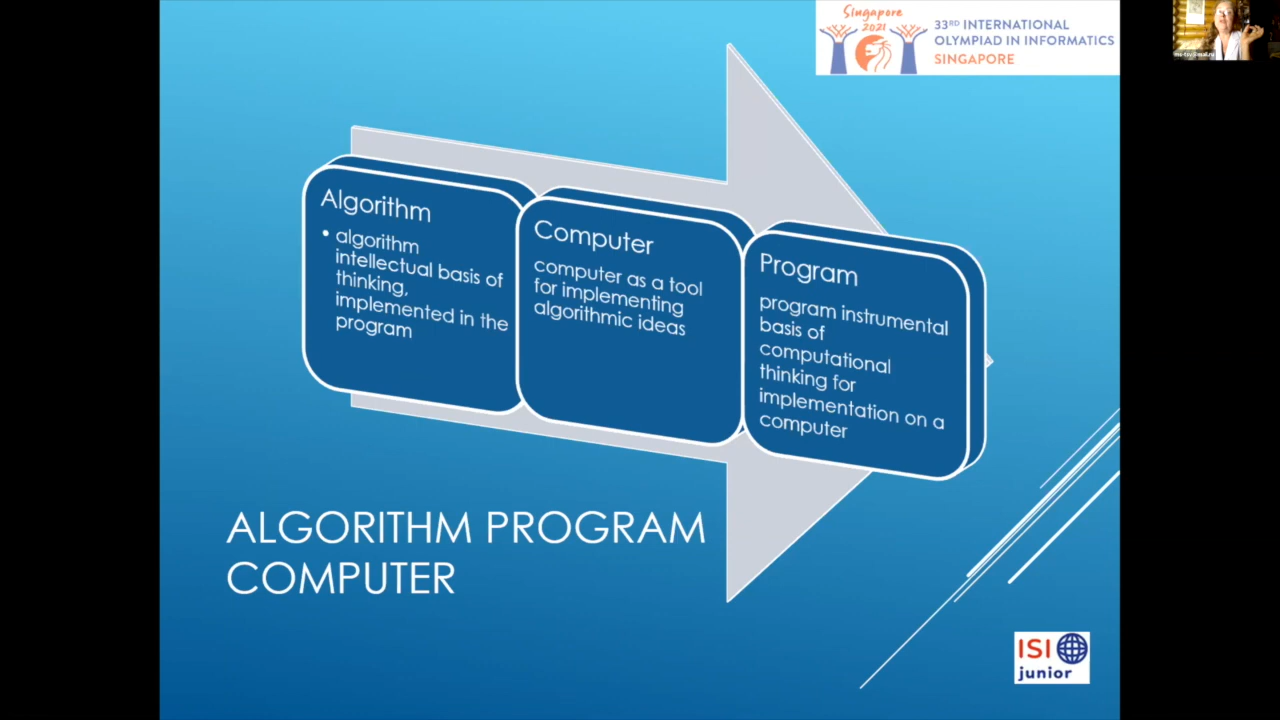 Singapore
2021
33RD INTERNATIONAL
OLYMPIAD IN INFORMATICS
SINGAPORE
Algorithm
• algorithm
intellectual basis of
thinking,
implemented in the
program
Computer
computer as a tool
for implementing
algorithmic ideas
Program
program instrumental
basis of
computational
thinking for
implementation on a
computer
ALGORITHM PROGRAM
COMPUTER
ISI
junior